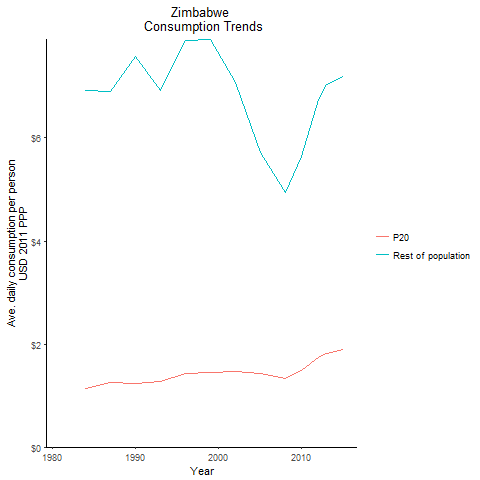 Zimbabwe
Consumption Trends
Ave. daily consumption per person
USD 2011 PPP
$6
$4
$2
$0
1980
1990
2000
2010
Year
P20
Rest of population